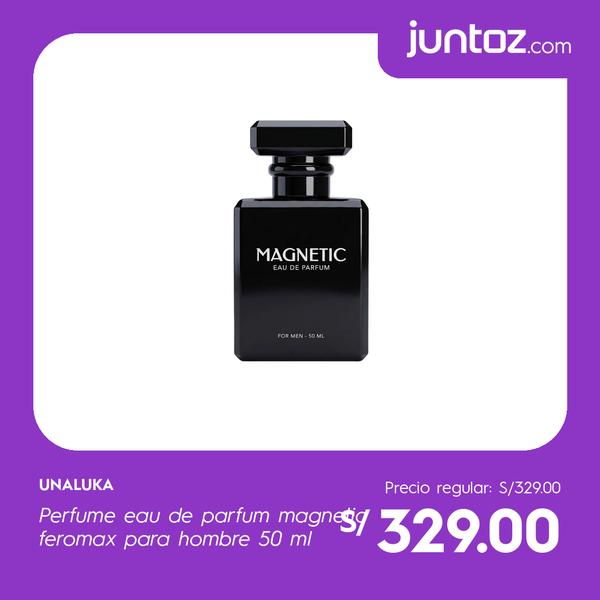 juntoz.com
MAGNETIC
EAU DE PARFUM
FOR MEN - 50 ML
UNALUKA
Perfume eau de parfum magnetic
feromax para hombre 50 ml
Precio regular: S/329.00
S/ 329.00